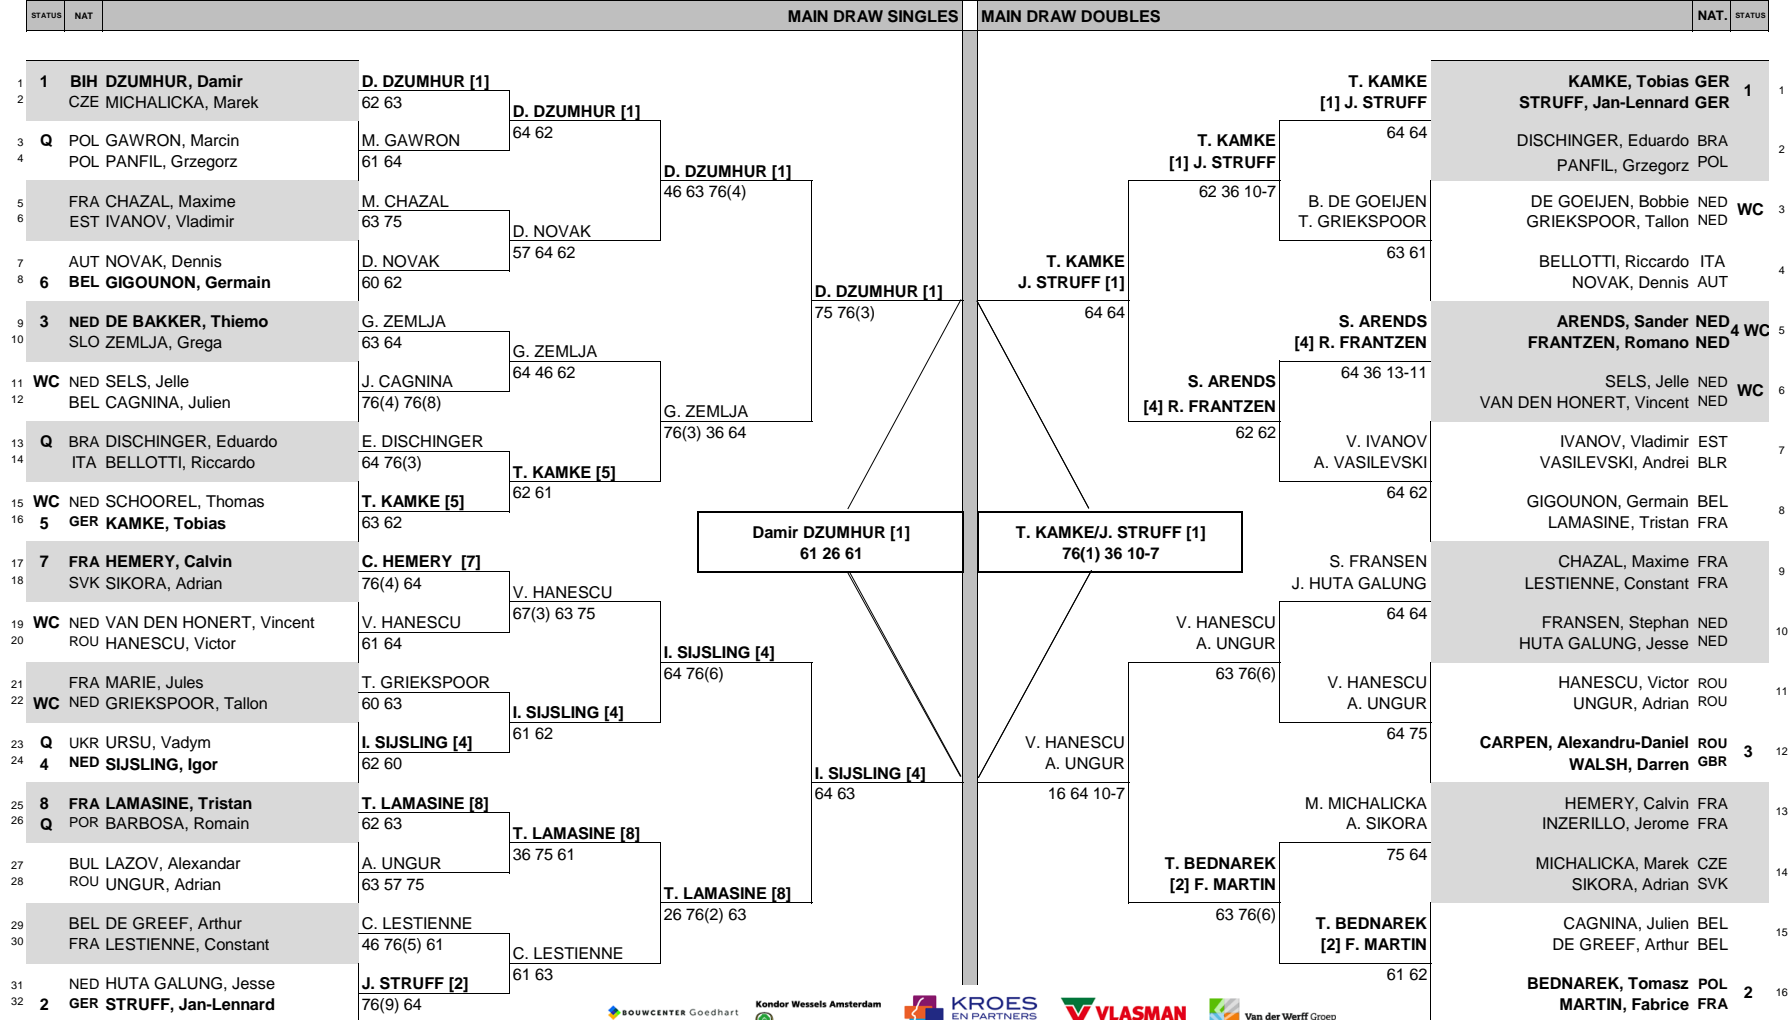 STATUS NAT MAIN DRAW SINGLES MAIN DRAW DOUBLES NAT. STATUS
1 1 BIH DZUMHUR, Damir
2 CZE MICHALICKA, Marek
3 Q POL GAWRON, Marcin
4 POL PANFIL, Grzegorz
5 FRA CHAZAL, Maxime
6 EST IVANOV, Vladimir
7 AUT NOVAK, Dennis
8 6 BEL GIGOUNON, Germain
9 3 NED DE BAKKER, Thiemo
10 SLO ZEMLJA, Grega
11 WC NED SELS, Jelle
12 BEL CAGNINA, Julien
13 Q BRA DISCHINGER, Eduardo
14 ITA BELLOTTI, Riccardo
15 WC NED SCHOOREL, Thomas
16 5 GER KAMKE, Tobias
17 7 FRA HEMERY, Calvin
18 SVK SIKORA, Adrian
19 WC NED VAN DEN HONERT, Vincent
20 ROU HANESCU, Victor
21 FRA MARIE, Jules
22 WC NED GRIEKSPOOR, Tallon
23 Q UKR URSU, Vadym
24 4 NED SIJSLING, Igor
25 8 FRA LAMASINE, Tristan
26 Q POR BARBOSA, Romain
27 BUL LAZOV, Alexandar
28 ROU UNGUR, Adrian
29 BEL DE GREEF, Arthur
30 FRA LESTIENNE, Constant
31 NED HUTA GALUNG, Jesse
32 2 GER STRUFF, Jan-Lennard
D. DZUMHUR [1]
62 63
M. GAWRON
61 64
M. CHAZAL
63 75
D. NOVAK
60 62
G. ZEMLJA
63 64
J. CAGNINA
76(4) 76(8)
E. DISCHINGER
64 76(3)
T. KAMKE [5]
63 62
C. HEMERY [7]
76(4) 64
V. HANESCU
61 64
T. GRIEKSPOOR
60 63
I. SIJSLING [4]
62 60
T. LAMASINE [8]
62 63
A. UNGUR
63 57 75
C. LESTIENNE
46 76(5) 61
J. STRUFF [2]
76(9) 64
D. DZUMHUR [1]
64 62
D. NOVAK
57 64 62
G. ZEMLJA
64 46 62
T. KAMKE [5]
62 61
V. HANESCU
67(3) 63 75
I. SIJSLING [4]
61 62
T. LAMASINE [8]
36 75 61
C. LESTIENNE
61 63
D. DZUMHUR [1]
46 63 76(4)
G. ZEMLJA
76(3) 36 64
I. SIJSLING [4]
64 76(6)
T. LAMASINE [8]
26 76(2) 63
D. DZUMHUR [1]
75 76(3)
I. SIJSLING [4]
64 63
Damir DZUMHUR [1]
61 26 61
T. KAMKE/J. STRUFF [1]
76(1) 36 10-7
T. KAMKE
J. STRUFF [1]
64 64
V. HANESCU
A. UNGUR
16 64 10-7
T. KAMKE
[1] J. STRUFF
62 36 10-7
S. ARENDS
[4] R. FRANTZEN
62 62
V. HANESCU
A. UNGUR
63 76(6)
T. BEDNAREK
[2] F. MARTIN
63 76(6)
T. KAMKE
[1] J. STRUFF
64 64
B. DE GOEIJEN
T. GRIEKSPOOR
63 61
S. ARENDS
[4] R. FRANTZEN
64 36 13-11
V. IVANOV
A. VASILEVSKI
64 62
S. FRANSEN
J. HUTA GALUNG
64 64
V. HANESCU
A. UNGUR
64 75
M. MICHALICKA
A. SIKORA
75 64
T. BEDNAREK
[2] F. MARTIN
61 62
KAMKE, Tobias GER
STRUFF, Jan-Lennard GER 1 1
DISCHINGER, Eduardo BRA
PANFIL, Grzegorz POL 2
DE GOEIJEN, Bobbie NED
GRIEKSPOOR, Tallon NED WC 3
BELLOTTI, Riccardo ITA
NOVAK, Dennis AUT 4
ARENDS, Sander NED
FRANTZEN, Romano NED 4 WC 5
SELS, Jelle NED
VAN DEN HONERT, Vincent NED WC 6
IVANOV, Vladimir EST
VASILEVSKI, Andrei BLR 7
GIGOUNON, Germain BEL
LAMASINE, Tristan FRA 8
CHAZAL, Maxime FRA
LESTIENNE, Constant FRA 9
FRANSEN, Stephan NED
HUTA GALUNG, Jesse NED 10
HANESCU, Victor ROU
UNGUR, Adrian ROU 11
CARPEN, Alexandru-Daniel ROU
WALSH, Darren GBR 3 12
HEMERY, Calvin FRA
INZERILLO, Jerome FRA 13
MICHALICKA, Marek CZE
SIKORA, Adrian SVK 14
CAGNINA, Julien BEL
DE GREEF, Arthur BEL 15
BEDNAREK, Tomasz POL
MARTIN, Fabrice FRA 2 16
BOUWCENTER Goedhart
Kondor Wessels Amsterdam
KROES
EN PARTNERS
VLASMAN
Van der Werff Groep